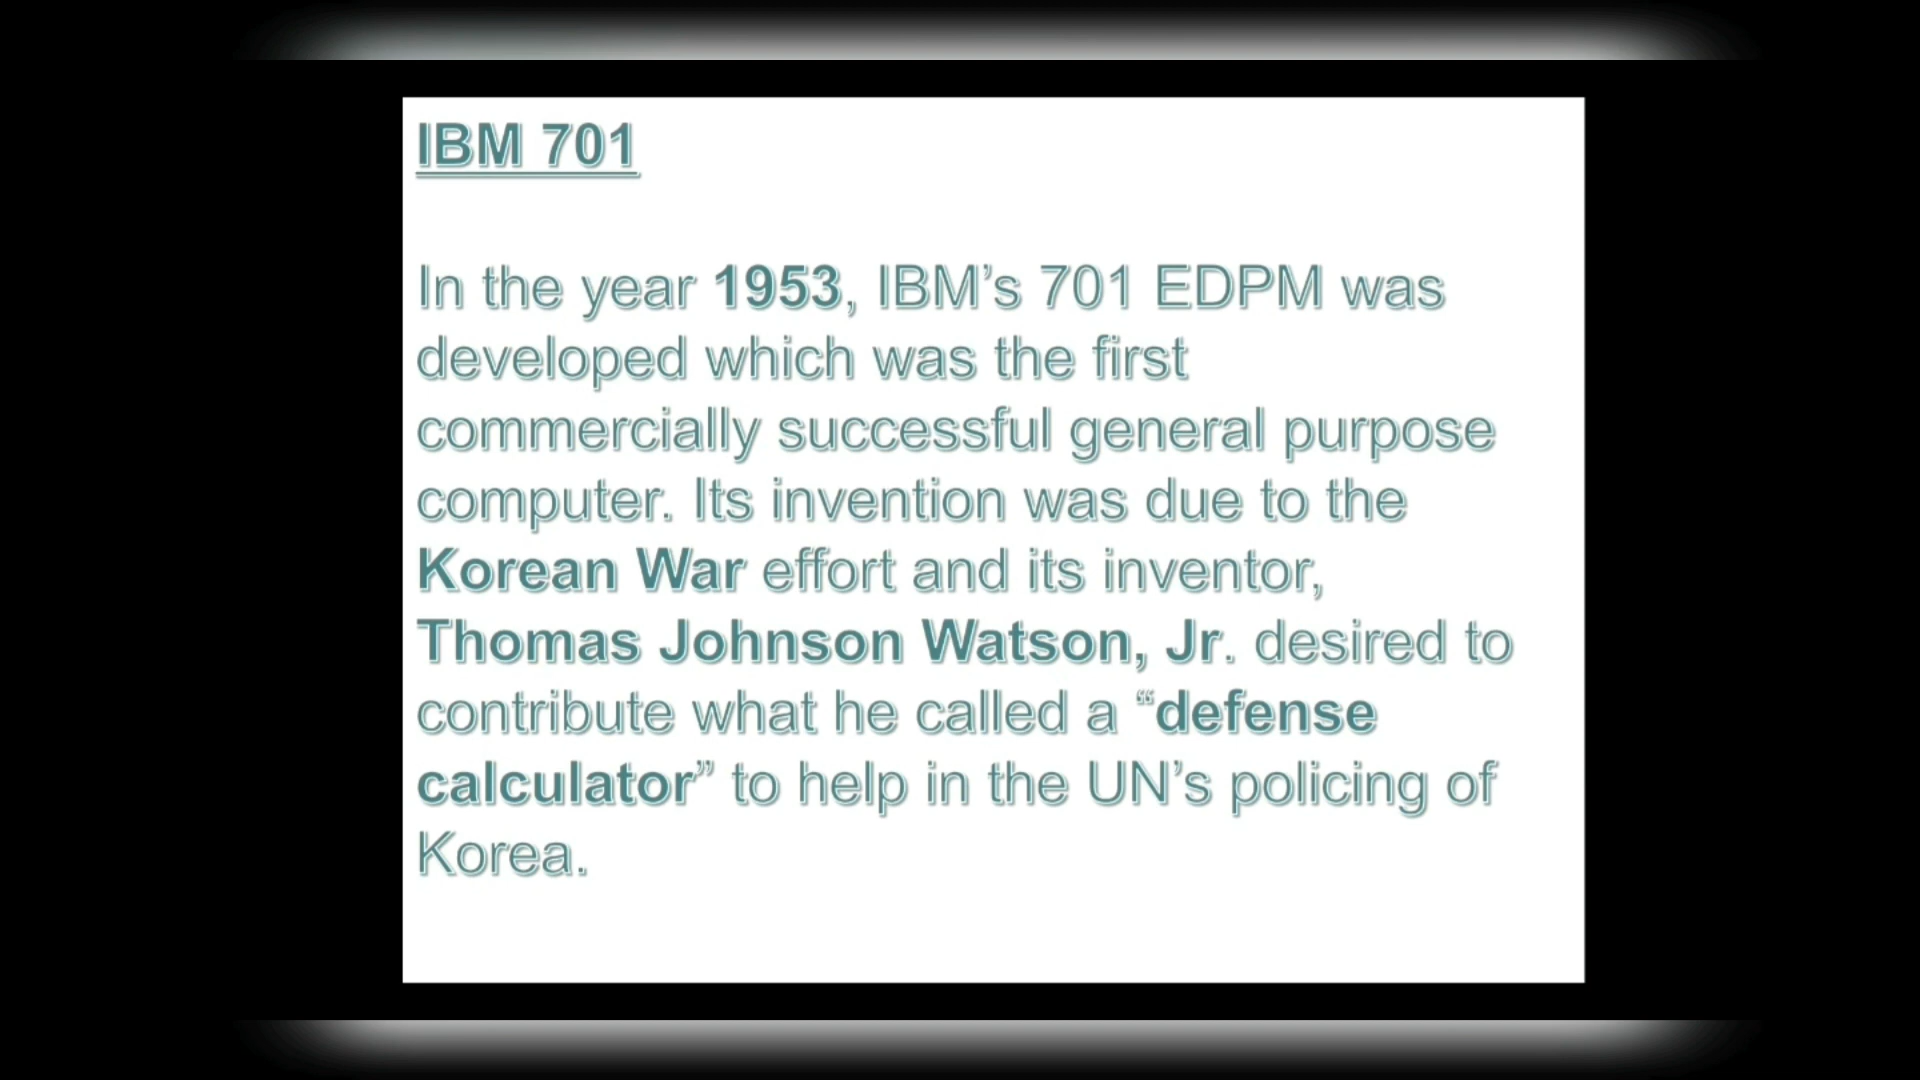 IBM 701
In the year 1953, IBM’s 701 EDPM was
developed which was the first
commercially successful general purpose
computer. Its invention was due to the
Korean War effort and its inventor,
Thomas Johnson Watson, Jr. desired to
contribute what he called a “defense
calculator” to help in the UN’s policing of
Korea.